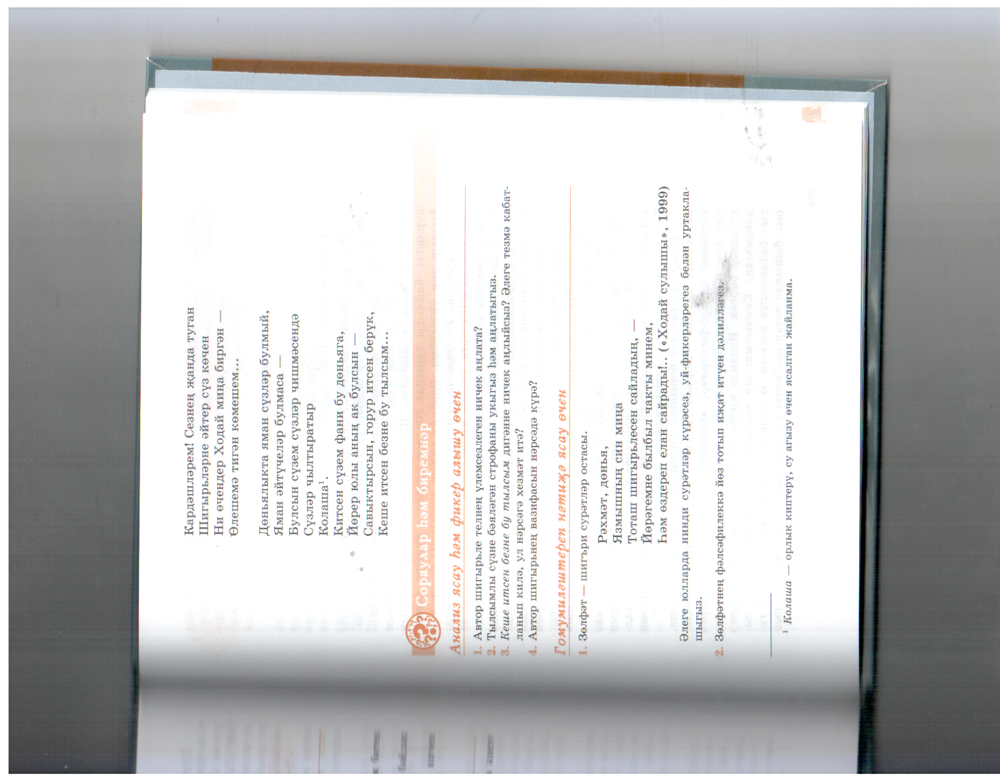 Кардәшләрем! Сезнең җанда туган
Шигырьләрне әйтер сүз көчен
Ни өчендер Ходай миңа биргән —
Өлешемә тигән көмешем...
Дөньялыкта яман сүзләр булмый,
Яман әйтүчеләр булмаса —
Булсын сүзем сүзләр чишмәсендә
Сүзләр чылтыратыр
Колаша¹.
Китсен сүзем фани бу дөньяга,
Йөрер юлы аның ак булсын —
Савыктырсын, горур итсен берүк,
Кеше итсен безне бу тылсым...
Сораулар һәм биремнәр
Анализ ясау һәм фикер алышу өчен
1. Автор шигырьле телнең үлемсезлеген ничек аңлата?
2. Тылсымлы сүзне бәяләгән строфаны укыгыз һәм аңлатыгыз.
3. Кеше итсен безне бу тылсым дигәнне ничек аңлыйсыз? Әлеге тезмә кабат-
ланып килә, ул нәрсәгә хезмәт итә?
4. Автор шигырьнең вазифасын нәрсәдә күрә?
Гомумиләштереп нәтиҗә ясау өчен
1. Зөлфәт — шигъри сурәтләр остасы.
Рәхмәт, дөнья,
Язмышның син миңа
Тоташ шигырьлесен сайладың, —
Йөрәгемне былбыл чакты минем,
Һәм өздереп елан сайрады!.. («Ходай сулышы», 1999)
Әлеге юлларда нинди сурәтләр күрәсез, уй-фикерләрегез белән уртакла-
шыгыз.
2. Зөлфәтнең фәлсәфилеккә йөз тотып иҗат итүен дәлилләгез.
¹ Колаша — орлык киптерү, су агызу өчен ясалган җайланма.